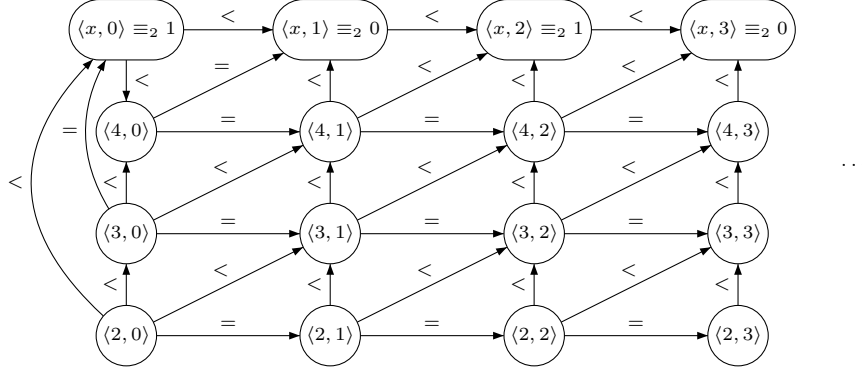 < < <
⟨x, 0⟩ ≡₂ 1 ⟨x, 1⟩ ≡₂ 0 ⟨x, 2⟩ ≡₂ 1 ⟨x, 3⟩ ≡₂ 0
< = < < < < <
= = = =
⟨4, 0⟩ ⟨4, 1⟩ ⟨4, 2⟩ ⟨4, 3⟩
< < < < < < < < . .
= = =
⟨3, 0⟩ ⟨3, 1⟩ ⟨3, 2⟩ ⟨3, 3⟩
< < < < < < <
= = =
⟨2, 0⟩ ⟨2, 1⟩ ⟨2, 2⟩ ⟨2, 3⟩